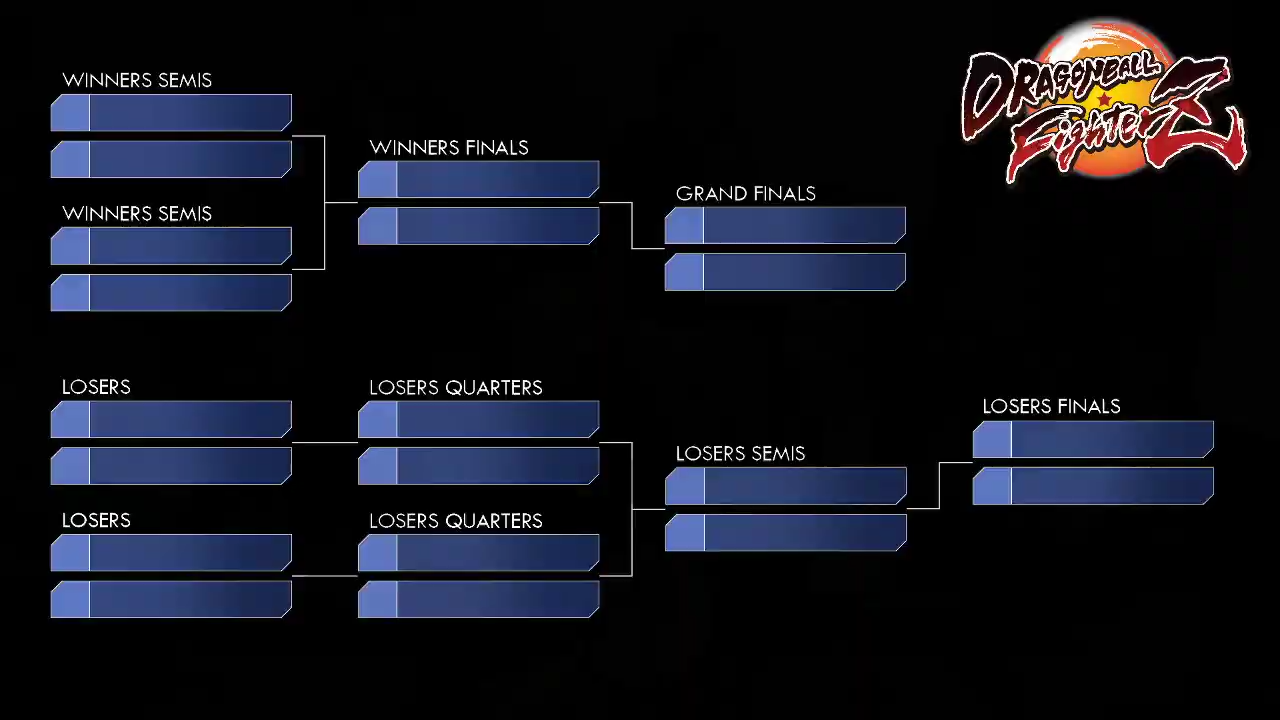 DRAGONBALL
FighterZ
WINNERS SEMIS
WINNERS FINALS
GRAND FINALS
WINNERS SEMIS
LOSERS
LOSERS QUARTERS
LOSERS FINALS
LOSERS SEMIS
LOSERS
LOSERS QUARTERS